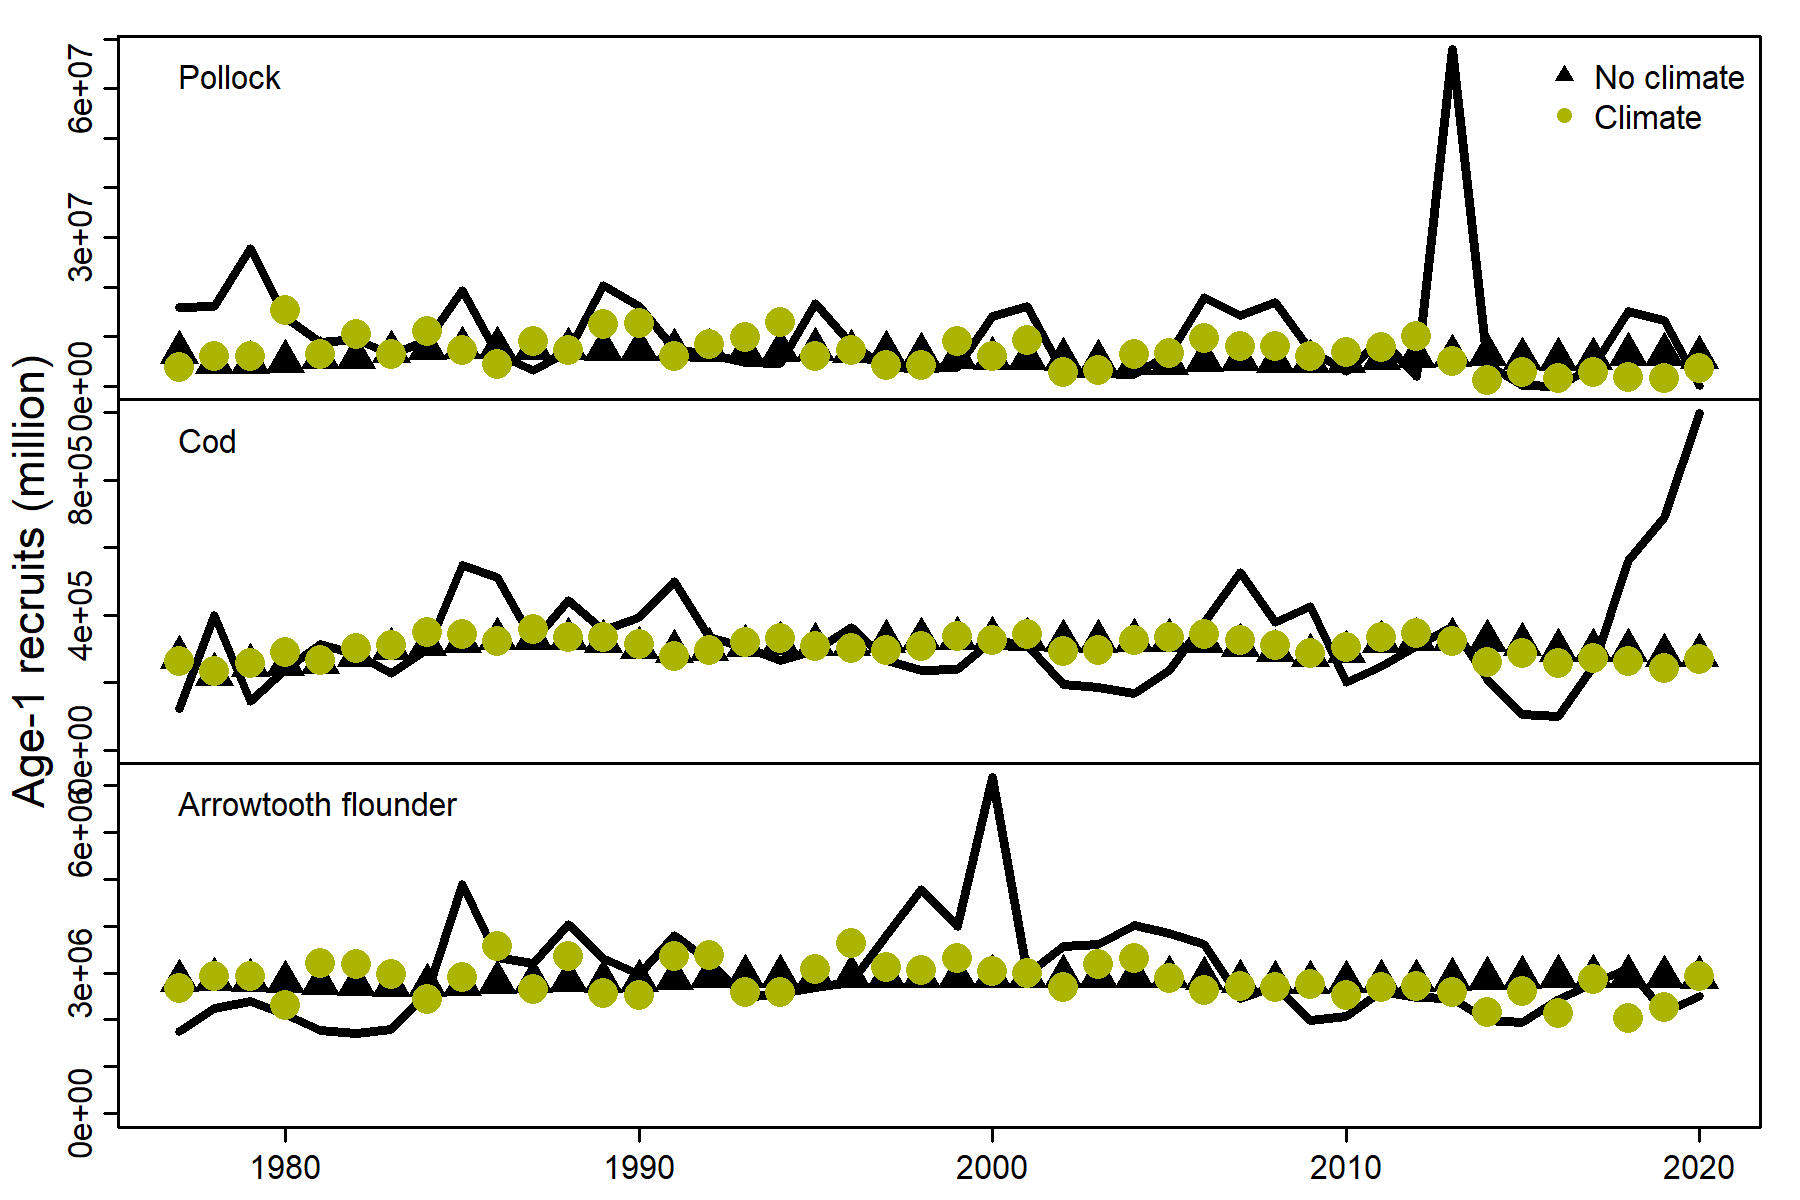 Age-1 recruits (million)
Pollock
No climate
Climate
0e+00
3e+07
6e+07
Cod
0e+00
4e+05
8e+05
Arrowtooth flounder
0e+00
3e+06
6e+06
1980
1990
2000
2010
2020